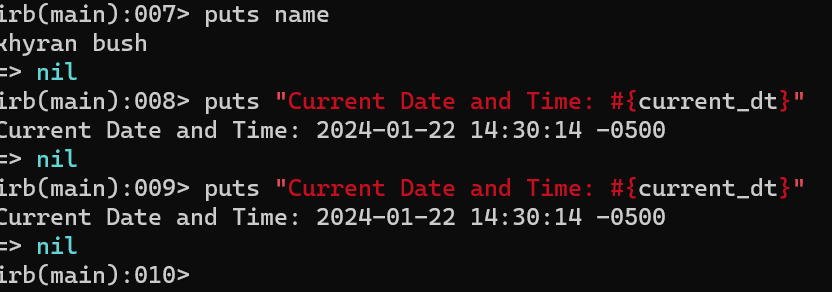 irb(main):007> puts name
khyran bush
=> nil
irb(main):008> puts "Current Date and Time: #{current_dt}"
Current Date and Time: 2024-01-22 14:30:14 -0500
=> nil
irb(main):009> puts "Current Date and Time: #{current_dt}"
Current Date and Time: 2024-01-22 14:30:14 -0500
=> nil
irb(main):010>